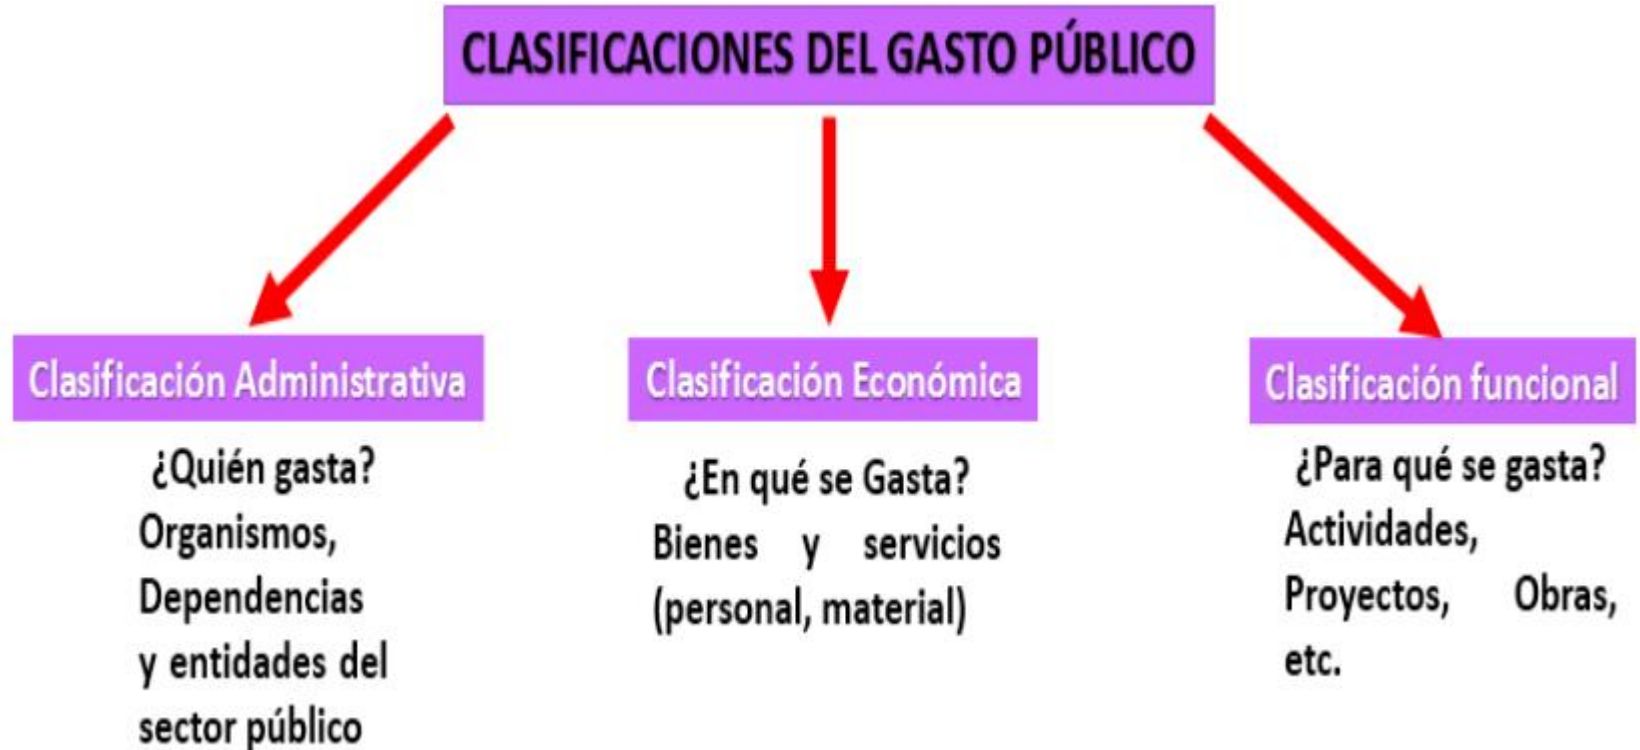 CLASIFICACIONES DEL GASTO PÚBLICO
Clasificación Administrativa
¿Quién gasta?
Organismos,
Dependencias
y entidades del
sector público
Clasificación Económica
¿En qué se Gasta?
Bienes y servicios
(personal, material)
Clasificación funcional
¿Para qué se gasta?
Actividades,
Proyectos, Obras,
etc.